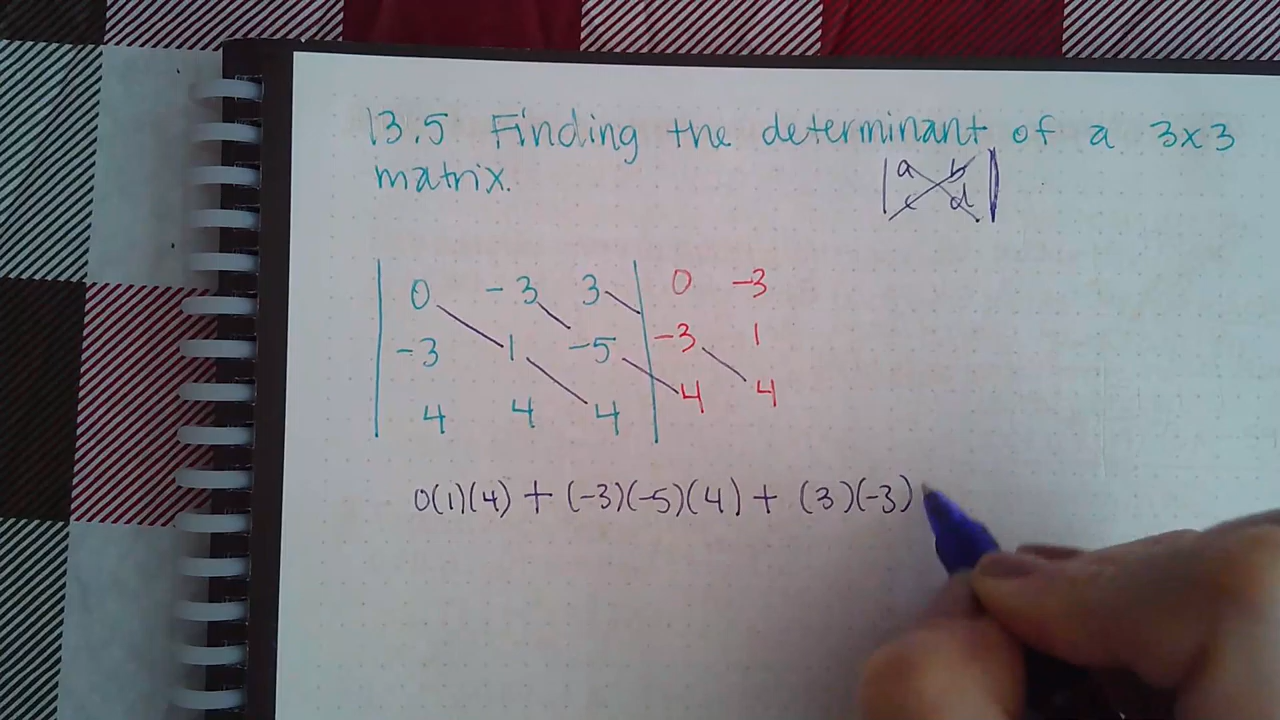 13.5 Finding the determinant of a 3x3
matrix.
a b
c d
0 -3 3 0 -3
-3 1 -5 -3 1
4 4 4 4 4
0(1)(4) + (-3)(-5)(4) + (3)(-3)